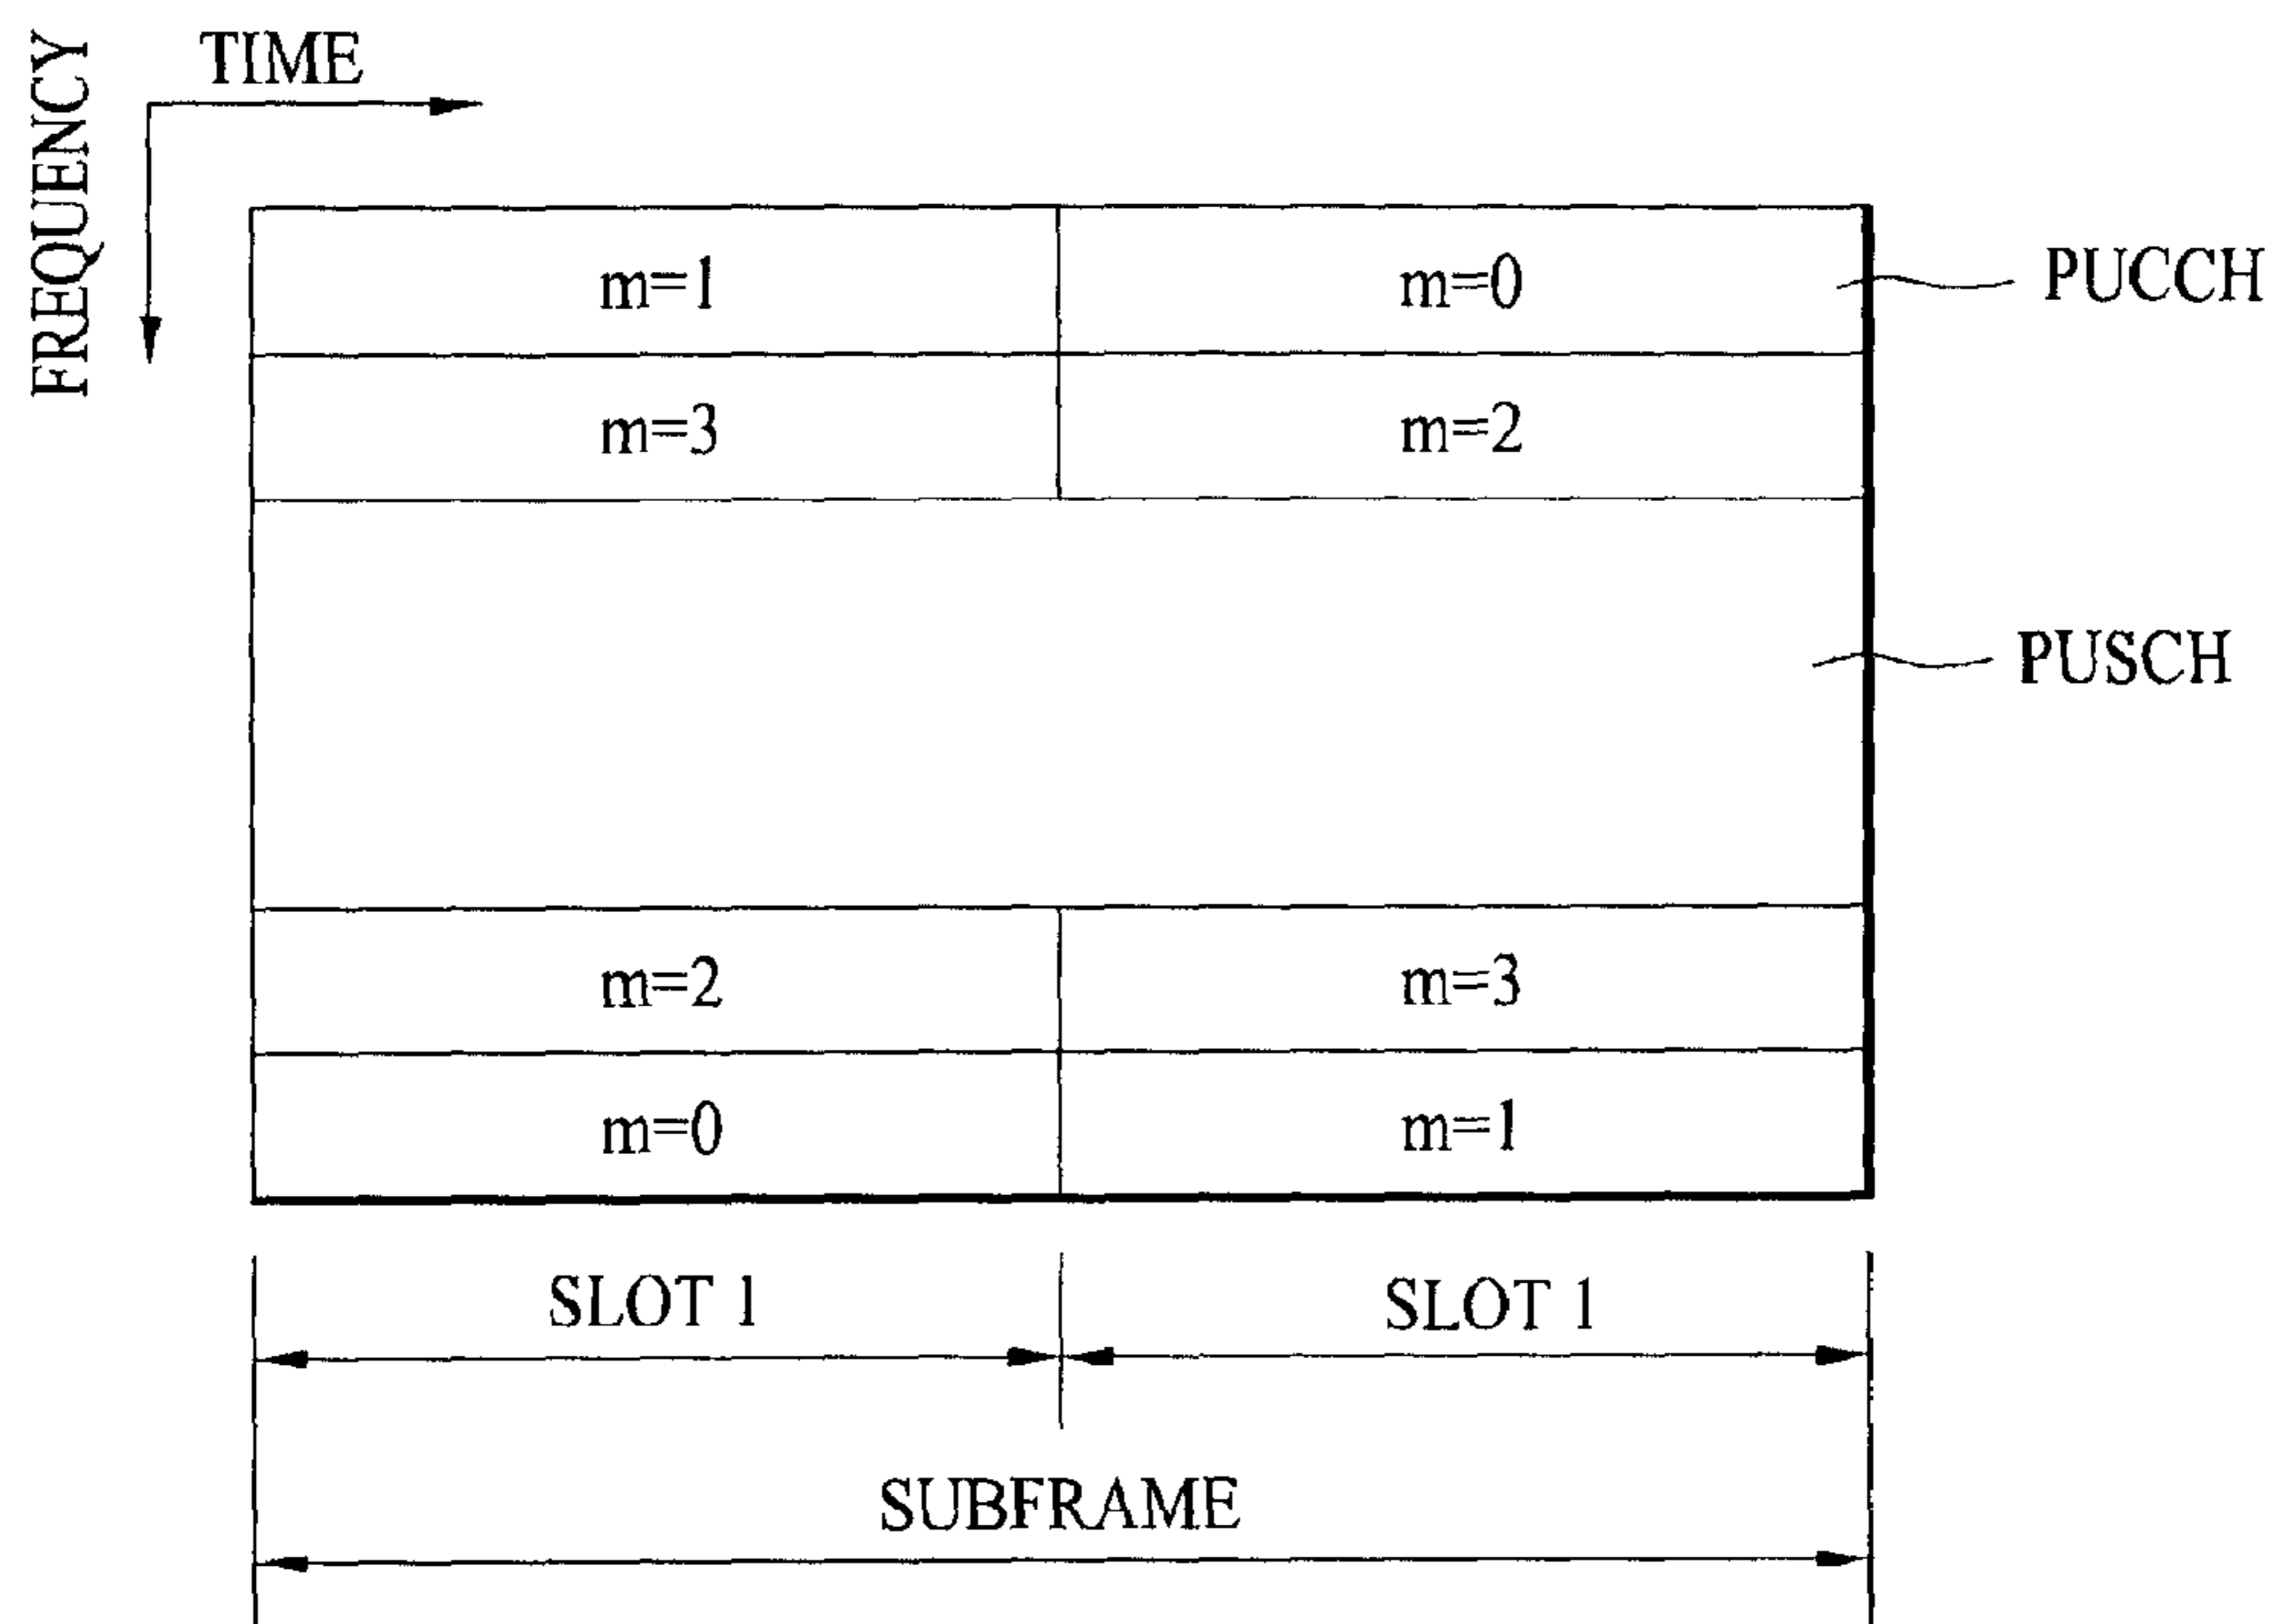 TIME
FREQUENCY
m=1
m=0
PUCCH
m=3
m=2
PUSCH
m=2
m=3
m=0
m=1
SLOT 1
SLOT 1
SUBFRAME